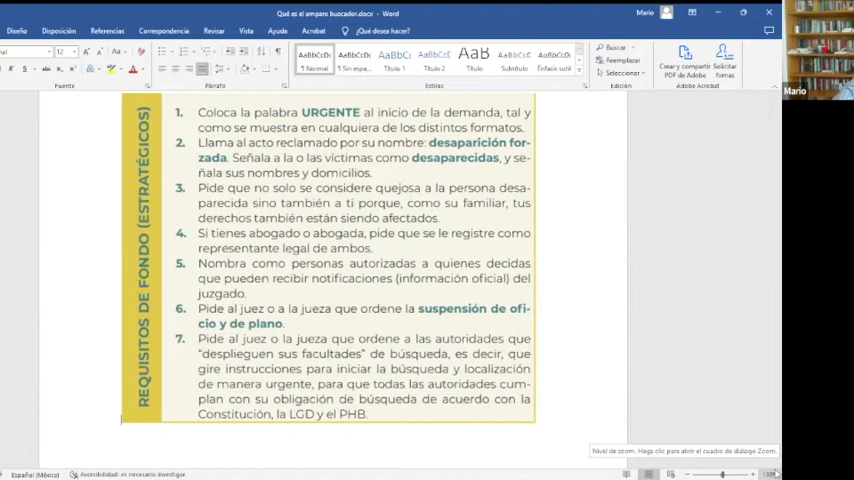 Qué es el amparo buscador.docx - Word
Mario
Diseño Disposición Referencias Correspondencia Revisar Vista Ayuda Acrobat ¿Qué desea hacer?
12
Aa
N K S abc
AaBbCcDc AaBbCcDc AaBbC AaBbCcD AaB AaBbCcD AaBbCcDc
¶ Normal ¶ Sin espa... Título 1 Título 2 Título Subtítulo Énfasis sutil
Buscar
Reemplazar
Seleccionar
Crear y compartir PDF de Adobe
Solicitar firmas
Fuente Párrafo Estilos Edición Adobe Acrobat
Mario
REQUISITOS DE FONDO (ESTRATÉGICOS)
1. Coloca la palabra URGENTE al inicio de la demanda, tal y
como se muestra en cualquiera de los distintos formatos.
2. Llama al acto reclamado por su nombre: desaparición for-
zada. Señala a la o las víctimas como desaparecidas, y se-
ñala sus nombres y domicilios.
3. Pide que no solo se considere quejosa a la persona desa-
parecida sino también a ti porque, como su familiar, tus
derechos también están siendo afectados.
4. Si tienes abogado o abogada, pide que se le registre como
representante legal de ambos.
5. Nombra como personas autorizadas a quienes decidas
que pueden recibir notificaciones (información oficial) del
juzgado.
6. Pide al juez o a la jueza que ordene la suspensión de ofi-
cio y de plano.
7. Pide al juez o la jueza que ordene a las autoridades que
"desplieguen sus facultades" de búsqueda, es decir, que
gire instrucciones para iniciar la búsqueda y localización
de manera urgente, para que todas las autoridades cum-
plan con su obligación de búsqueda de acuerdo con la
Constitución, la LGD y el PHB.
Nivel de zoom. Haga clic para abrir el cuadro de diálogo Zoom.
Español (México) Accesibilidad: es necesario investigar